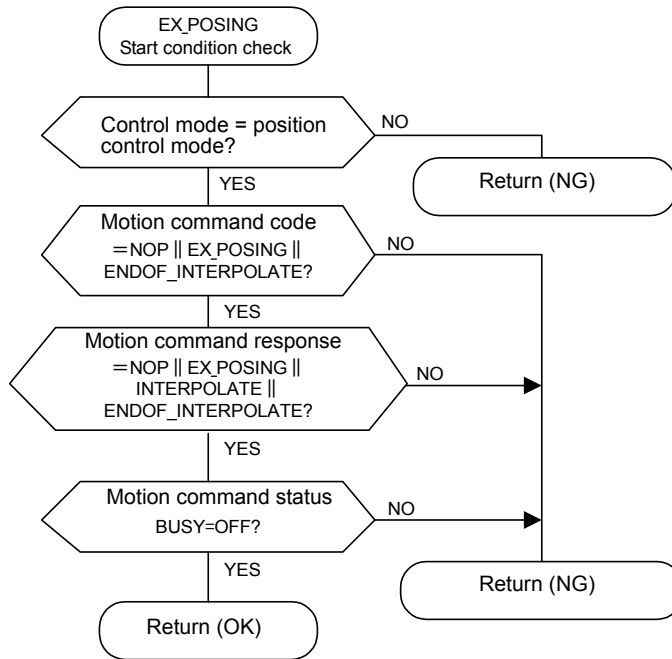 EX_POSING
Start condition check
Control mode = position
control mode?
NO
Return (NG)
YES
Motion command code
=NOP || EX_POSING ||
ENDOF_INTERPOLATE?
NO
YES
Motion command response
=NOP || EX_POSING ||
INTERPOLATE ||
ENDOF_INTERPOLATE?
NO
YES
Motion command status
BUSY=OFF?
NO
YES
Return (NG)
Return (OK)